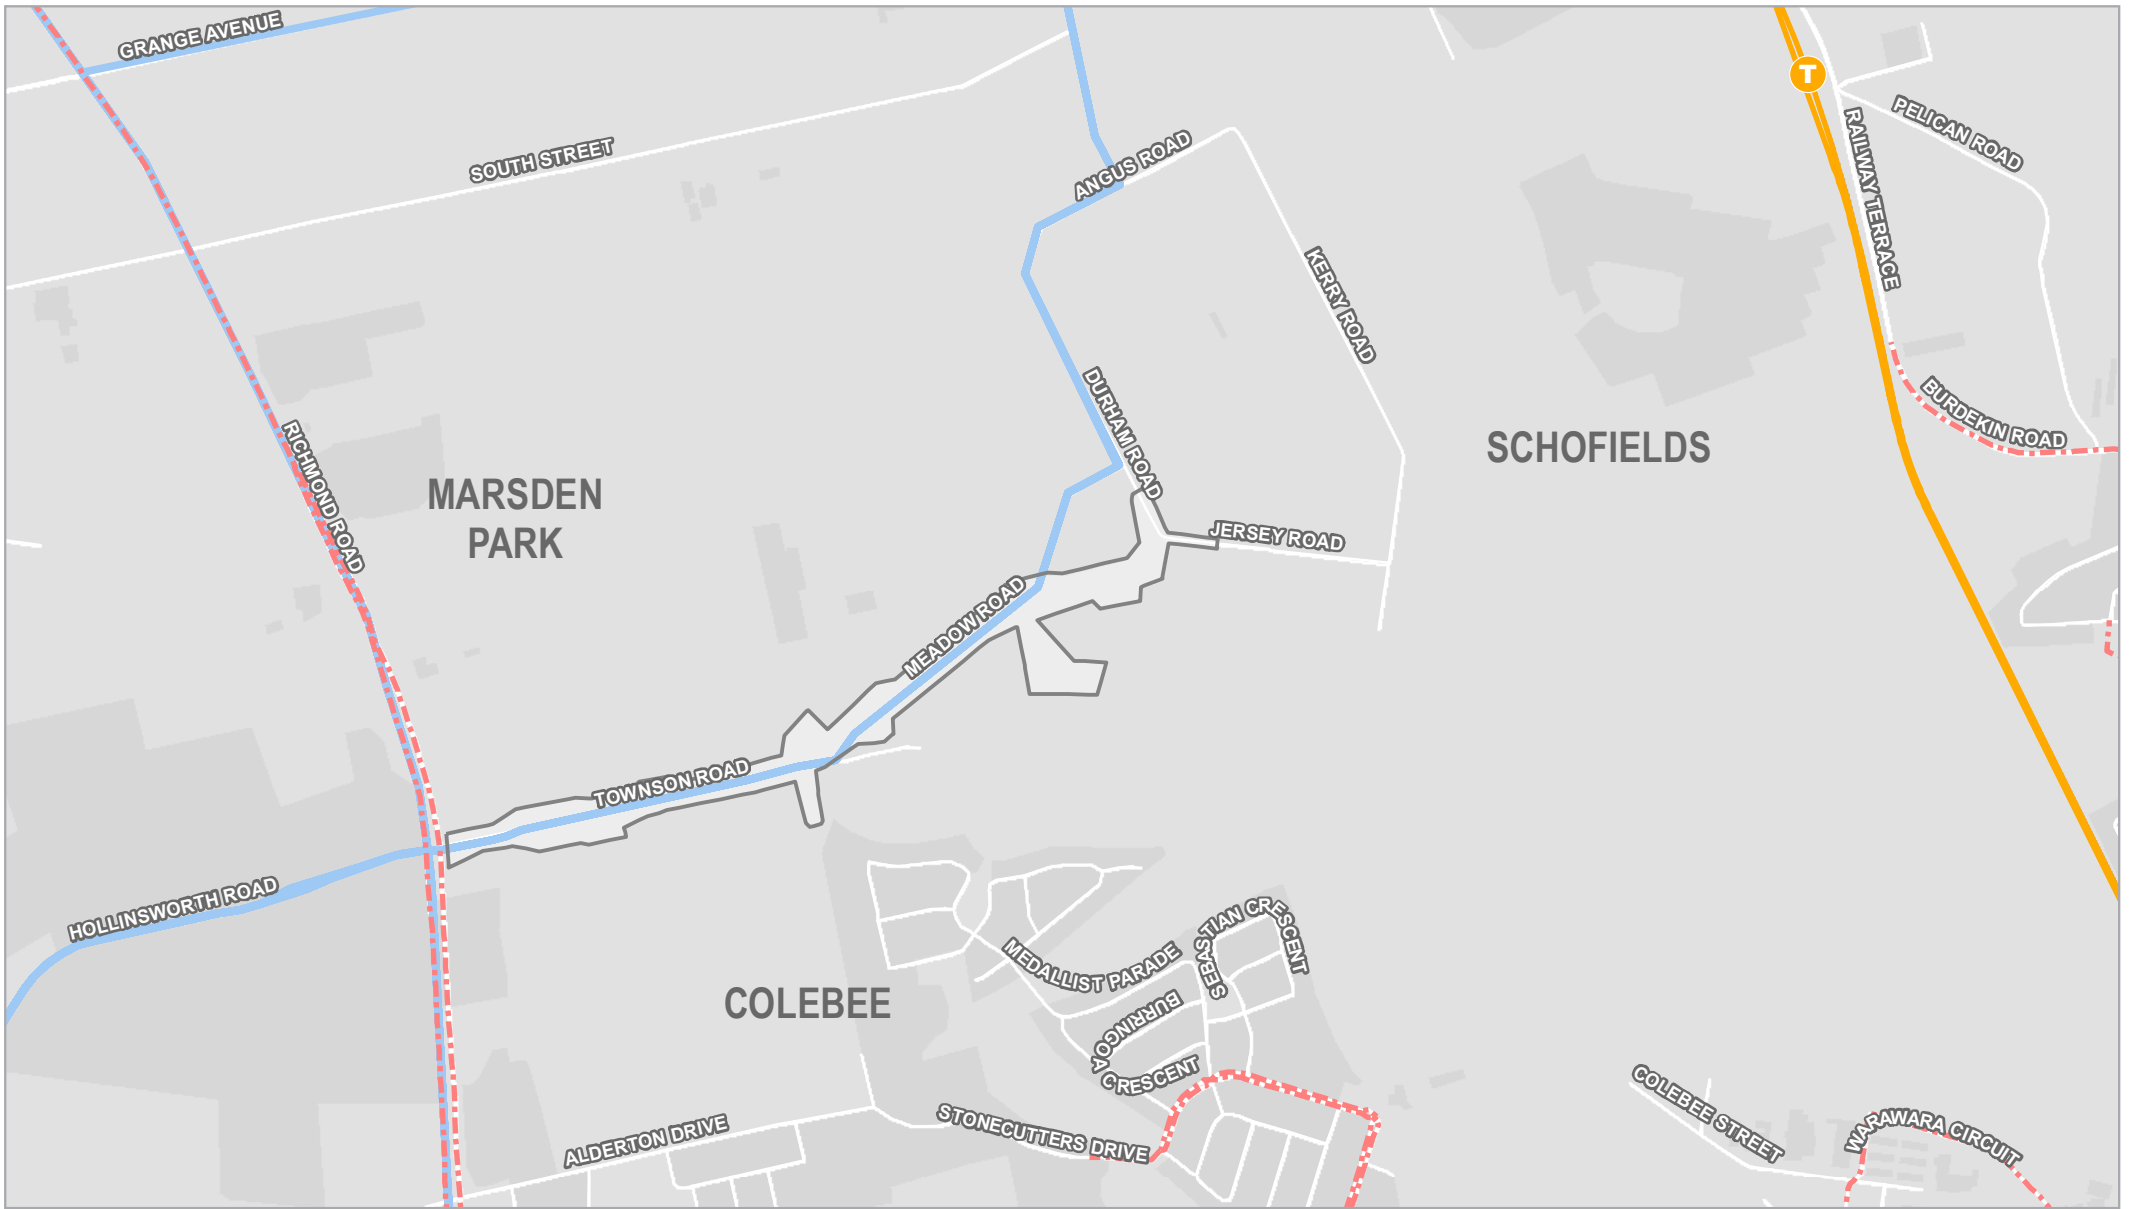 GRANGE AVENUE
T
PELICAN ROAD
SOUTH STREET
ANGUS ROAD
RAILWAY TERRACE
KERRY ROAD
DURHAM ROAD
BURDEKIN ROAD
RICHMOND ROAD
SCHOFIELDS
MARSDEN
PARK
JERSEY ROAD
MEADOW ROAD
TOWNSON ROAD
HOLLINSWORTH ROAD
SEBASTIAN CRESCENT
MEDALLIST PARADE
COLEBEE
BURRINGOA CRESCENT
COLEBEE STREET
STONECUTTERS DRIVE
WARAWARA CIRCUIT
ALDERTON DRIVE